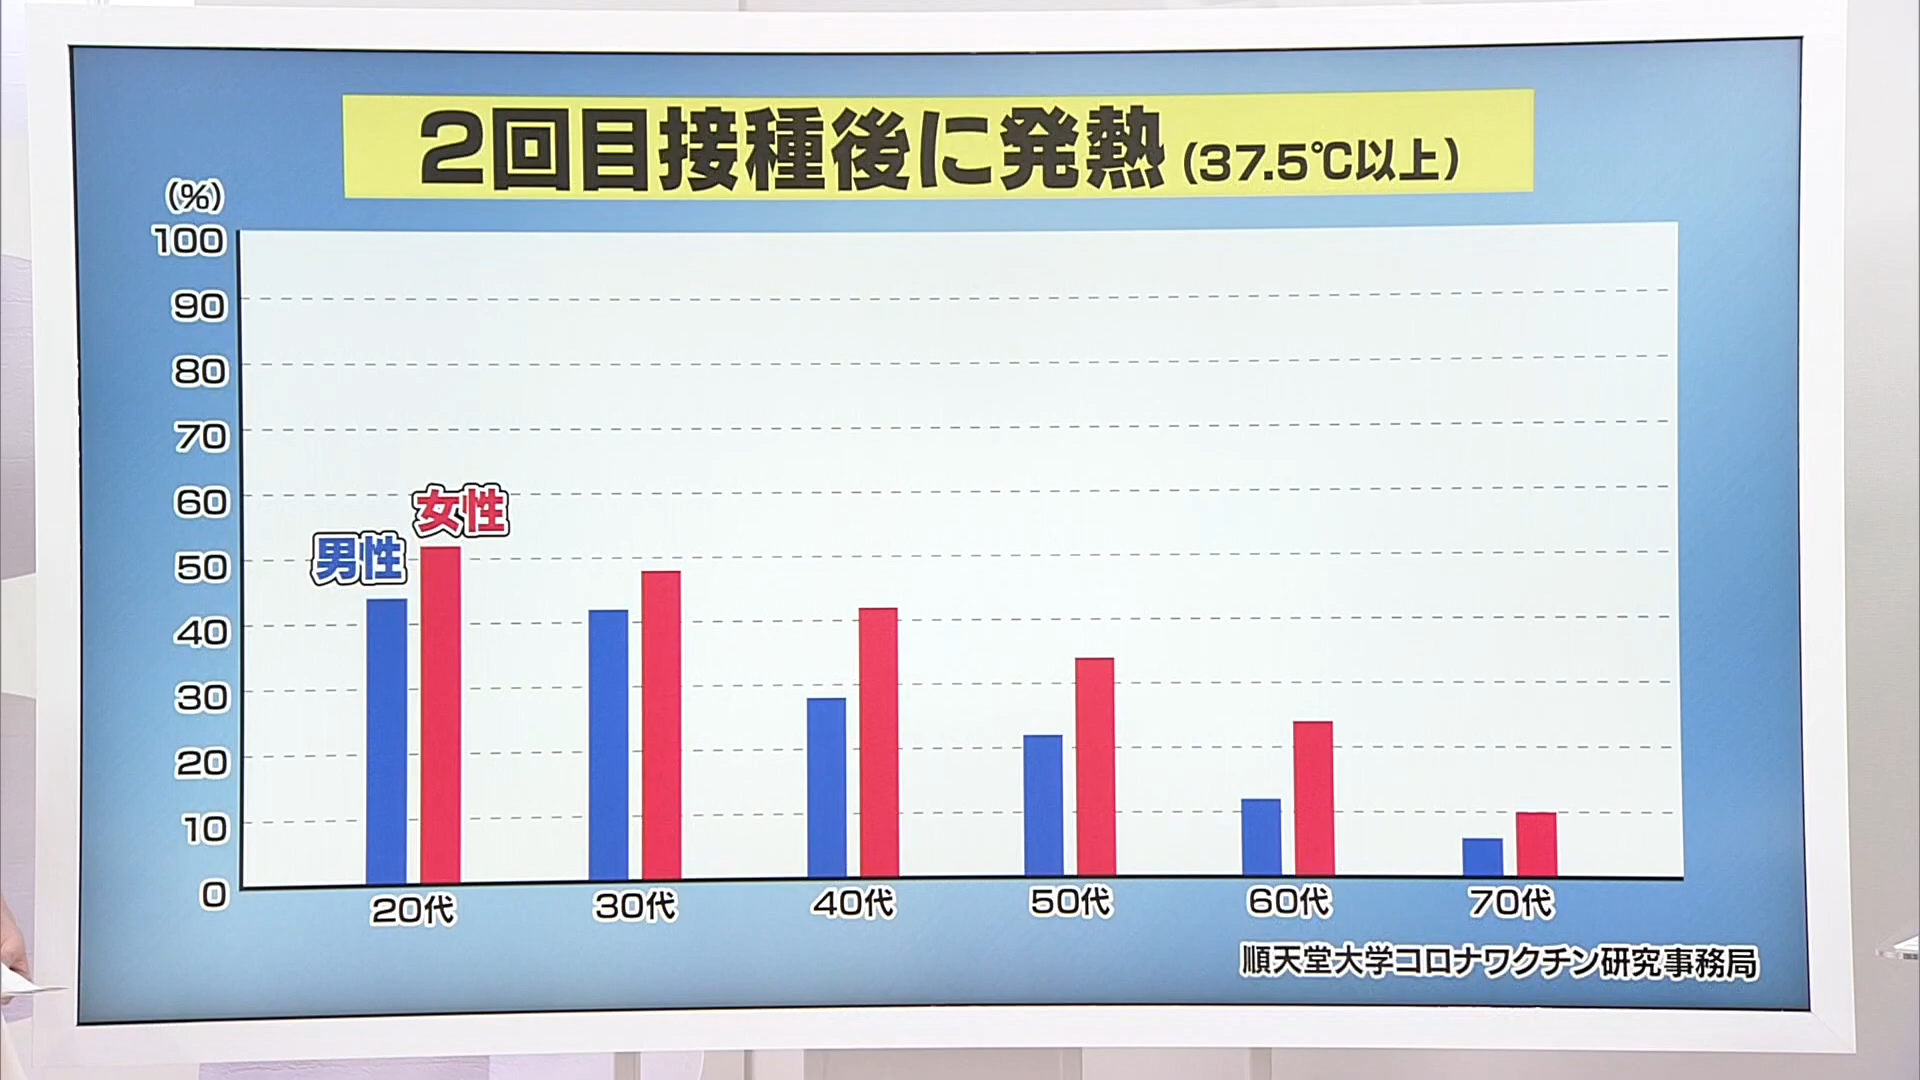 2回目接種後に発熱(37.5℃以上)
(%)
100
90
80
70
60
50
40
30
20
10
0
男性
女性
20代
30代
40代
50代
60代
70代
順天堂大学コロナワクチン研究事務局